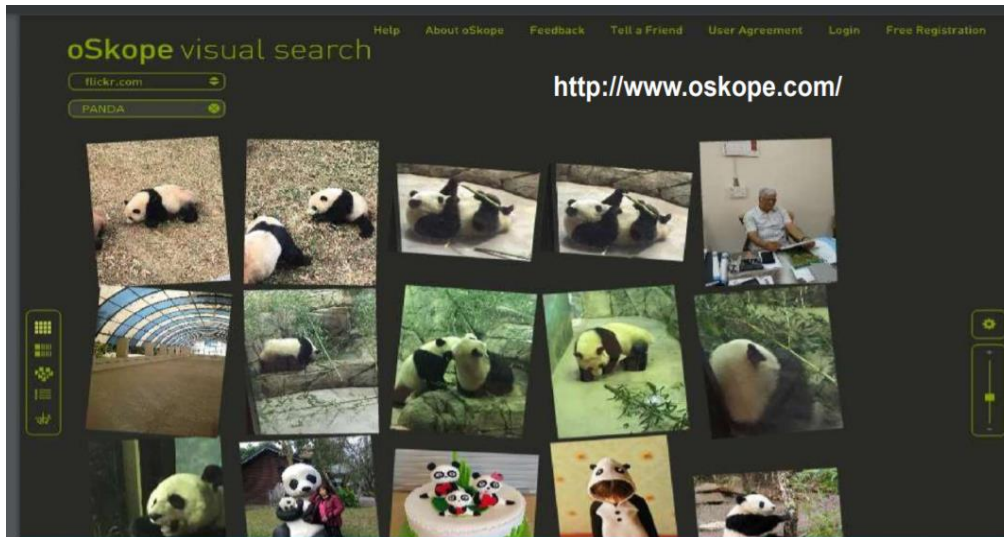 Help About oSkope Feedback Tell a Friend User Agreement Login Free Registration
oSkope visual search
flickr.com
http://www.oskope.com/
PANDA